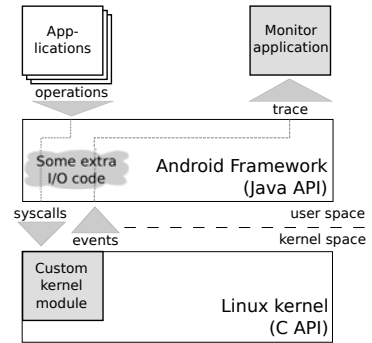 App-
lications
Monitor
application
operations
trace
Some extra
I/O code
Android Framework
(Java API)
syscalls
events
user space
kernel space
Custom
kernel
module
Linux kernel
(C API)